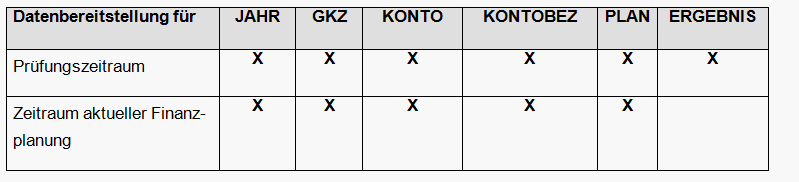 Datenbereitstellung für JAHR GKZ KONTO KONTOBEZ PLAN ERGEBNIS
Prüfungszeitraum X X X X X X
Zeitraum aktueller Finanz- X X X X X
planung